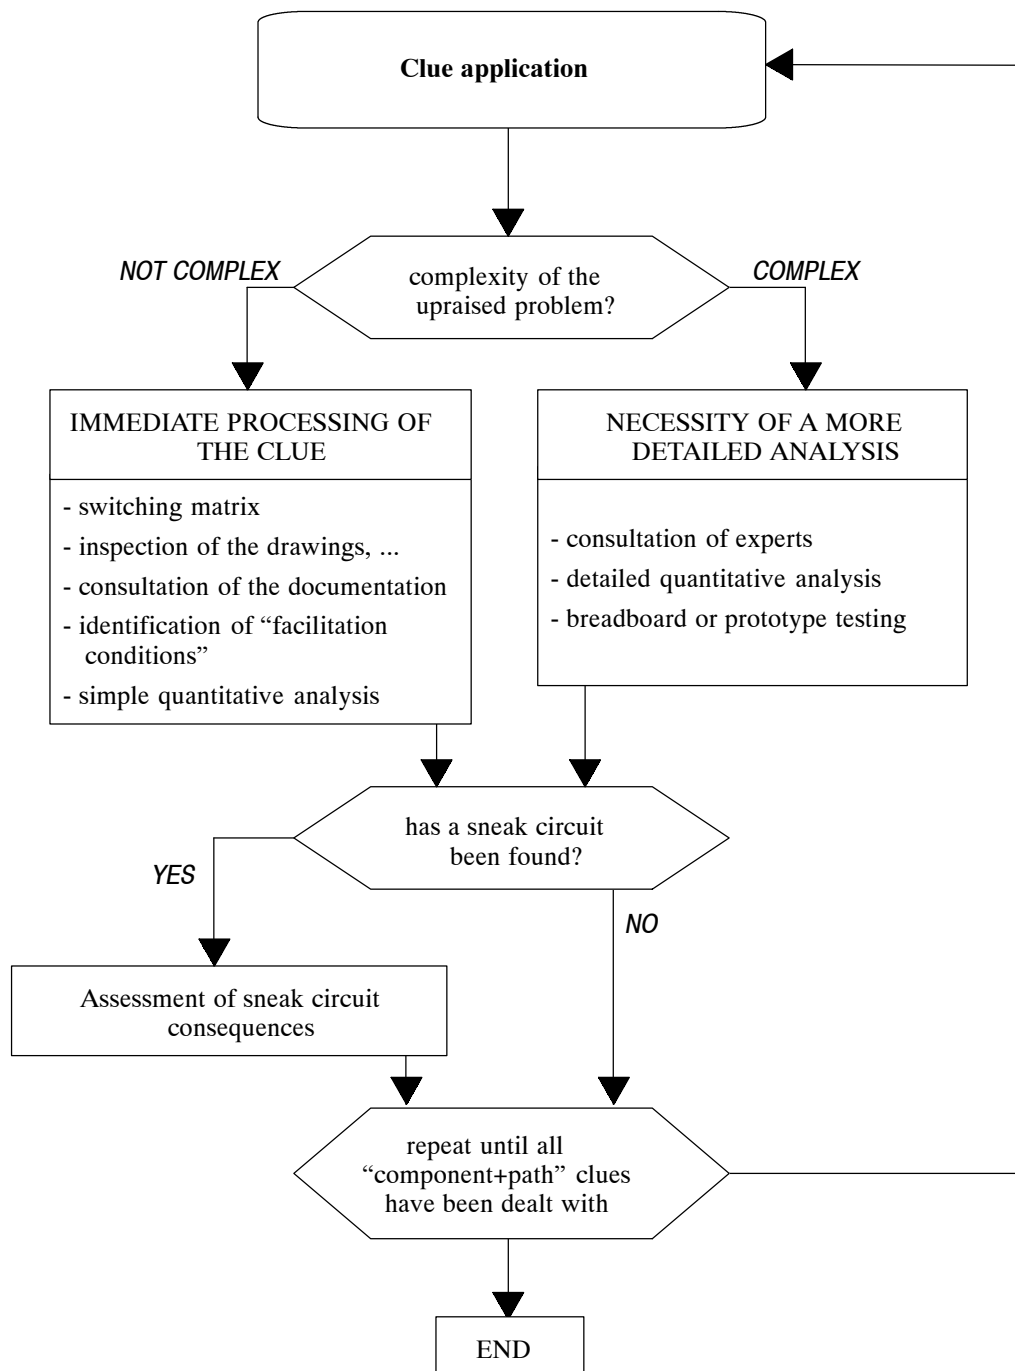 Clue application
NOT COMPLEX
complexity of the
upraised problem?
COMPLEX
IMMEDIATE PROCESSING OF
THE CLUE
- switching matrix
- inspection of the drawings, ...
- consultation of the documentation
- identification of “facilitation
conditions”
- simple quantitative analysis
NECESSITY OF A MORE
DETAILED ANALYSIS
- consultation of experts
- detailed quantitative analysis
- breadboard or prototype testing
has a sneak circuit
been found?
YES
NO
Assessment of sneak circuit
consequences
repeat until all
“component+path” clues
have been dealt with
END